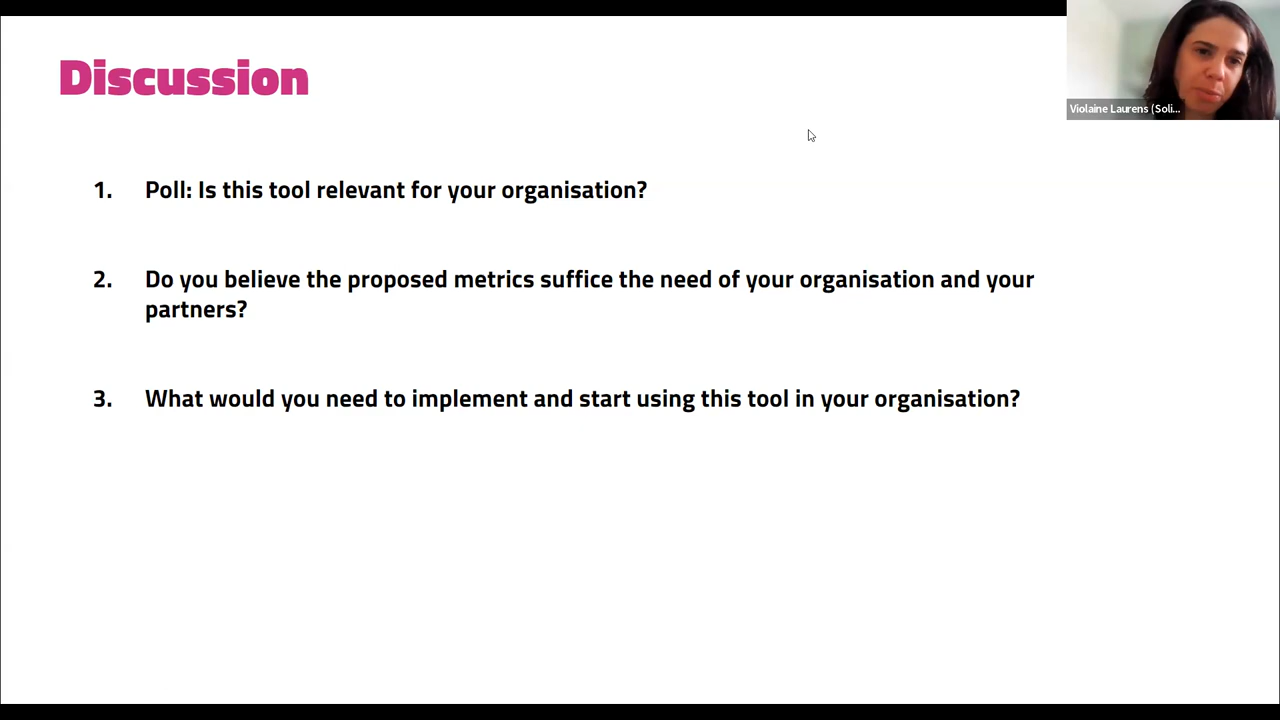 Discussion
Violaine Laurens (Soli...
1. Poll: Is this tool relevant for your organisation?
2. Do you believe the proposed metrics suffice the need of your organisation and your
partners?
3. What would you need to implement and start using this tool in your organisation?